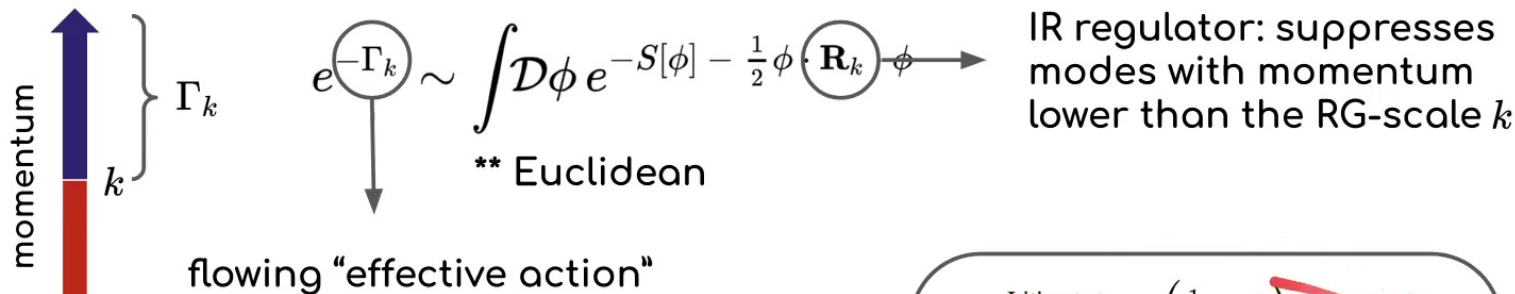 momentum
k
Γ_k
e^{-Γ_k} ∼ ∫𝒟ϕ e^{-S[ϕ] - ½ϕ · R_k · ϕ}
** Euclidean
IR regulator: suppresses
modes with momentum
lower than the RG-scale k
flowing “effective action”